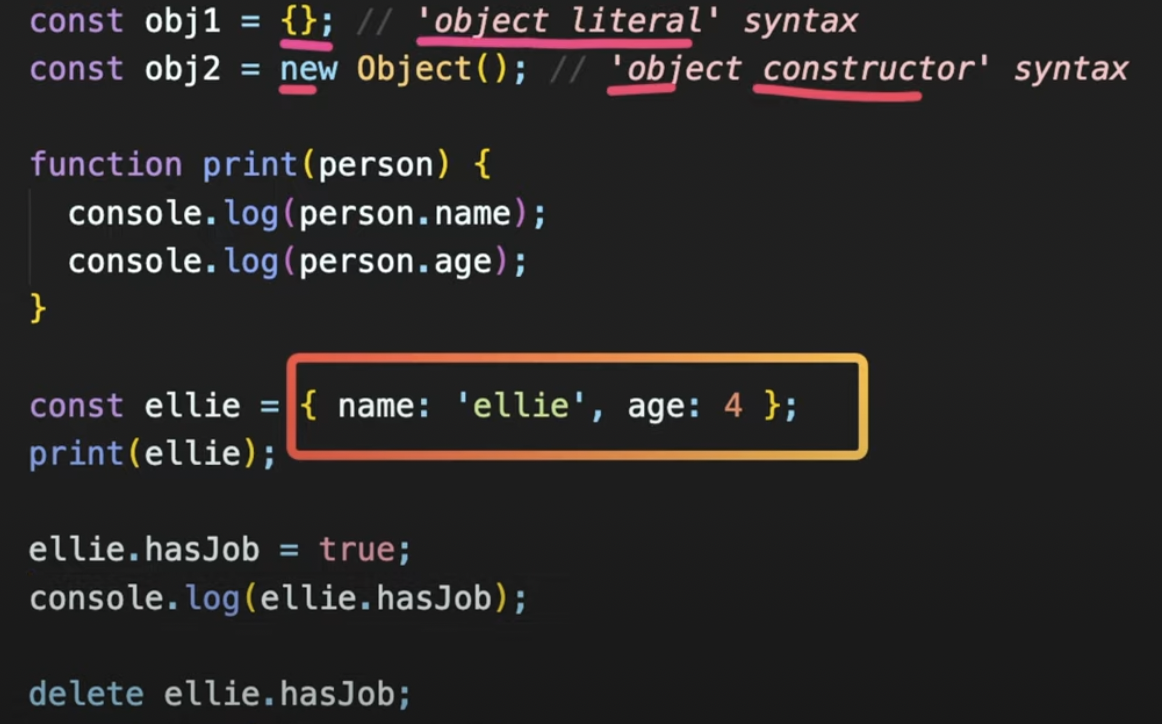 const obj1 = {}; // 'object literal' syntax
const obj2 = new Object(); // 'object constructor' syntax
function print(person) {
console.log(person.name);
console.log(person.age);
}
const ellie = { name: 'ellie', age: 4 };
print(ellie);
ellie.hasJob = true;
console.log(ellie.hasJob);
delete ellie.hasJob;